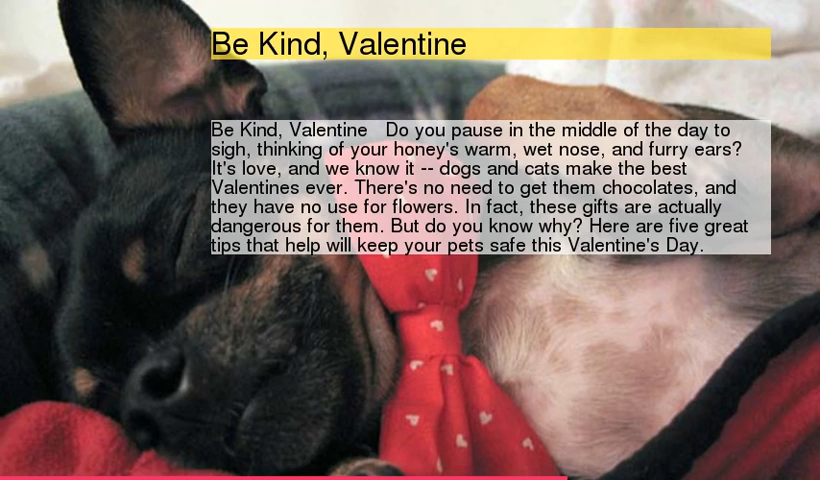 Be Kind, Valentine
Be Kind, Valentine   Do you pause in the middle of the day to
sigh, thinking of your honey's warm, wet nose, and furry ears?
It's love, and we know it -- dogs and cats make the best
Valentines ever. There's no need to get them chocolates, and
they have no use for flowers. In fact, these gifts are actually
dangerous for them. But do you know why? Here are five great
tips that help will keep your pets safe this Valentine's Day.